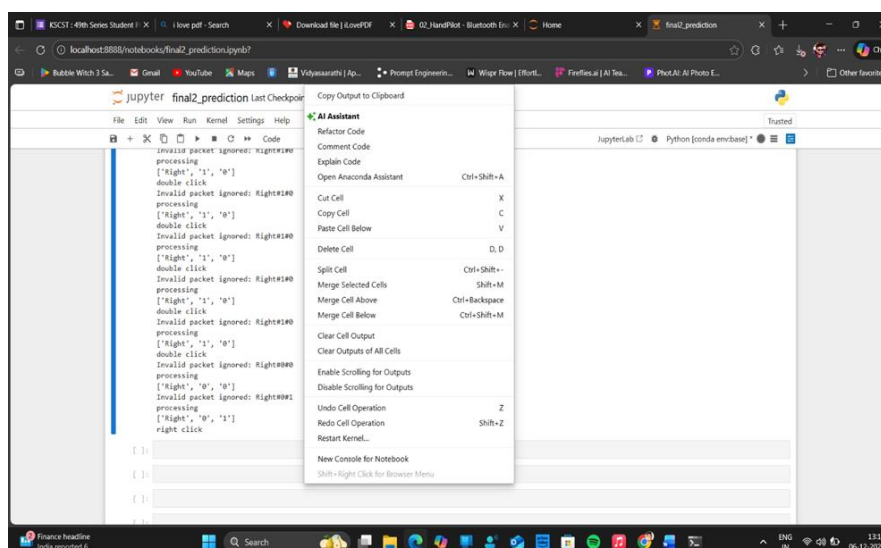 KSCST : 49th Series Student P
i love pdf - Search
Download file | iLovePDF
02_HandPilot - Bluetooth Ena
Home
final2_prediction
localhost:8888/notebooks/final2_prediction.ipynb?
Bubble Witch 3 Sa...
Gmail
YouTube
Maps
Vidyasaarathi | Ap...
Prompt Engineerin...
Wispr Flow | Effortl...
Fireflies.ai | AI Tea...
Phot.AI: AI Photo E...
Other favorite
jupyter final2_prediction Last Checkpoin
File Edit View Run Kernel Settings Help
Trusted
Code
JupyterLab
Python [conda env:base] *
Invalid packet ignored: Right#1#0
processing
['Right', '1', '0']
double click
Invalid packet ignored: Right#1#0
processing
['Right', '1', '0']
double click
Invalid packet ignored: Right#1#0
processing
['Right', '1', '0']
double click
Invalid packet ignored: Right#1#0
processing
['Right', '1', '0']
double click
Invalid packet ignored: Right#1#0
processing
['Right', '1', '0']
double click
Invalid packet ignored: Right#0#0
processing
['Right', '0', '0']
Invalid packet ignored: Right#0#1
processing
['Right', '0', '1']
right click
[ ]:
[ ]:
[ ]:
[ ]:
Copy Output to Clipboard
AI Assistant
Refactor Code
Comment Code
Explain Code
Open Anaconda Assistant Ctrl+Shift+A
Cut Cell X
Copy Cell C
Paste Cell Below V
Delete Cell D, D
Split Cell Ctrl+Shift+-
Merge Selected Cells Shift+M
Merge Cell Above Ctrl+Backspace
Merge Cell Below Ctrl+Shift+M
Clear Cell Output
Clear Outputs of All Cells
Enable Scrolling for Outputs
Disable Scrolling for Outputs
Undo Cell Operation Z
Redo Cell Operation Shift+Z
Restart Kernel...
New Console for Notebook
Shift+Right Click for Browser Menu
Finance headline
India reported 6
Search
ENG
IN
13:1
06-12-202